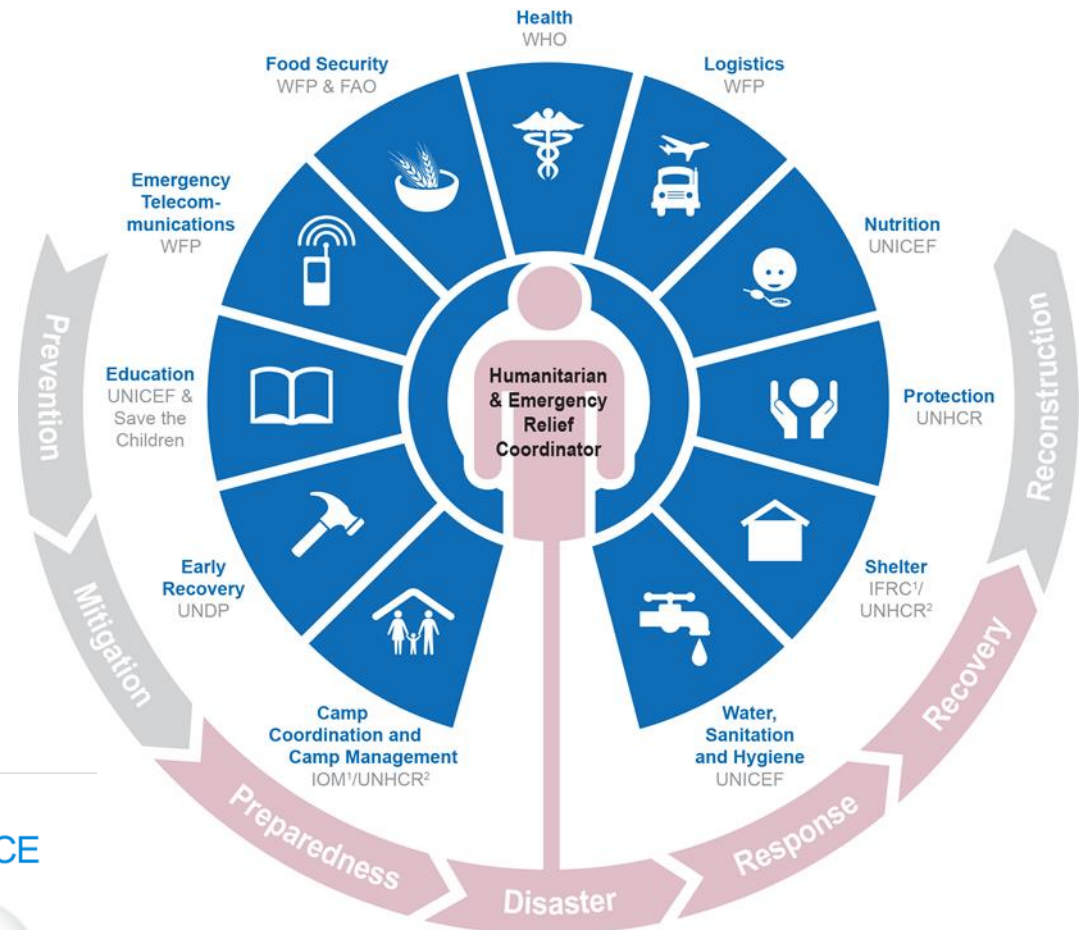 Health
WHO
Food Security
WFP & FAO
Logistics
WFP
Emergency
Telecom-
munications
WFP
Nutrition
UNICEF
Education
UNICEF &
Save the
Children
Humanitarian
& Emergency
Relief
Coordinator
Protection
UNHCR
Early
Recovery
UNDP
Shelter
IFRC¹/
UNHCR²
Camp
Coordination and
Camp Management
IOM¹/UNHCR²
Water,
Sanitation
and Hygiene
UNICEF
Prevention
Mitigation
Preparedness
Disaster
Response
Recovery
Reconstruction
CE